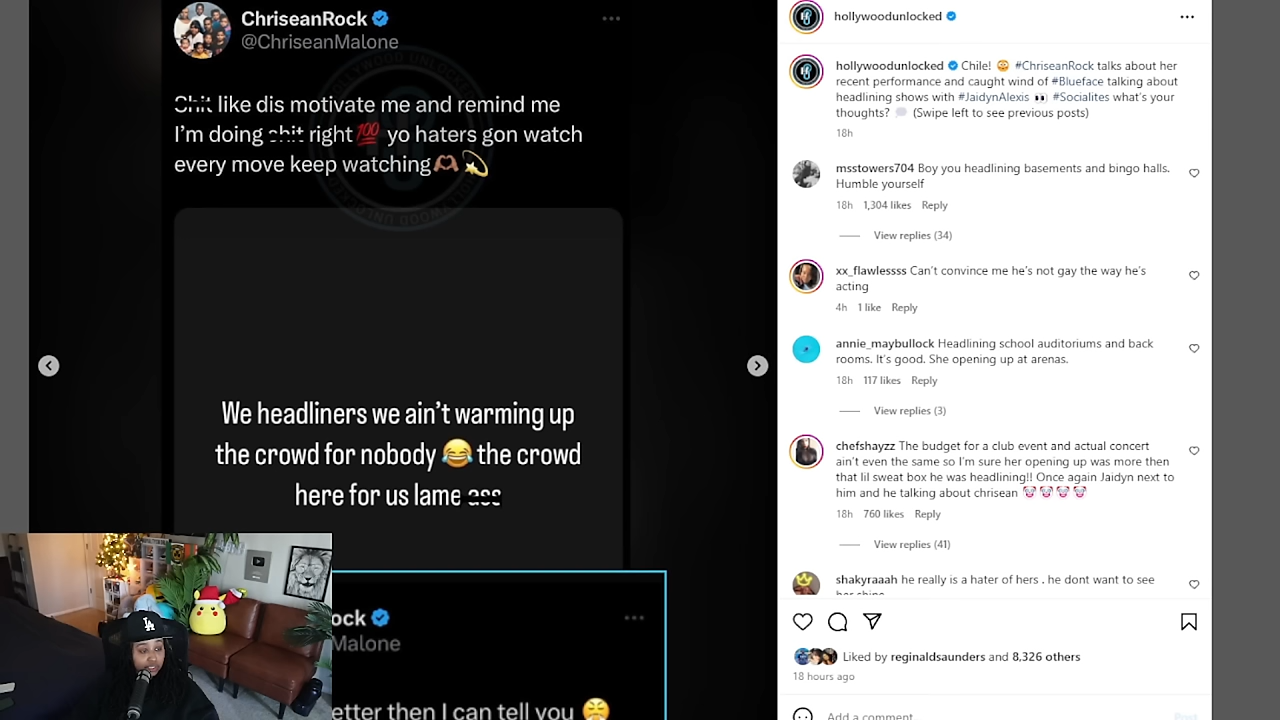 ChriseanRock
@ChriseanMalone
Chit like dis motivate me and remind me
I'm doing chit right💯 yo haters gon watch
every move keep watching🫶🏽💫
We headliners we ain't warming up
the crowd for nobody 😂 the crowd
here for us lame ass
ock
Malone
etter then I can tell you 😤
LA
hollywoodunlocked
hollywoodunlocked Chile! 😳 #ChriseanRock talks about her
recent performance and caught wind of #Blueface talking about
headlining shows with #JaidynAlexis 👀 #Socialites what's your
thoughts? 💭 (Swipe left to see previous posts)
18h
msstowers704 Boy you headlining basements and bingo halls.
Humble yourself
18h 1,304 likes Reply
View replies (34)
xx_flawlessss Can't convince me he's not gay the way he's
acting
4h 1 like Reply
annie_maybullock Headlining school auditoriums and back
rooms. It's good. She opening up at arenas.
18h 117 likes Reply
View replies (3)
chefshayzz The budget for a club event and actual concert
ain't even the same so I'm sure her opening up was more then
that lil sweat box he was headlining!! Once again Jaidyn next to
him and he talking about chrisean 🤡🤡🤡🤡
18h 760 likes Reply
View replies (41)
shakyraaah he really is a hater of hers . he dont want to see
her shine
Liked by reginaldsaunders and 8,326 others
18 hours ago
Add a comment...
Post